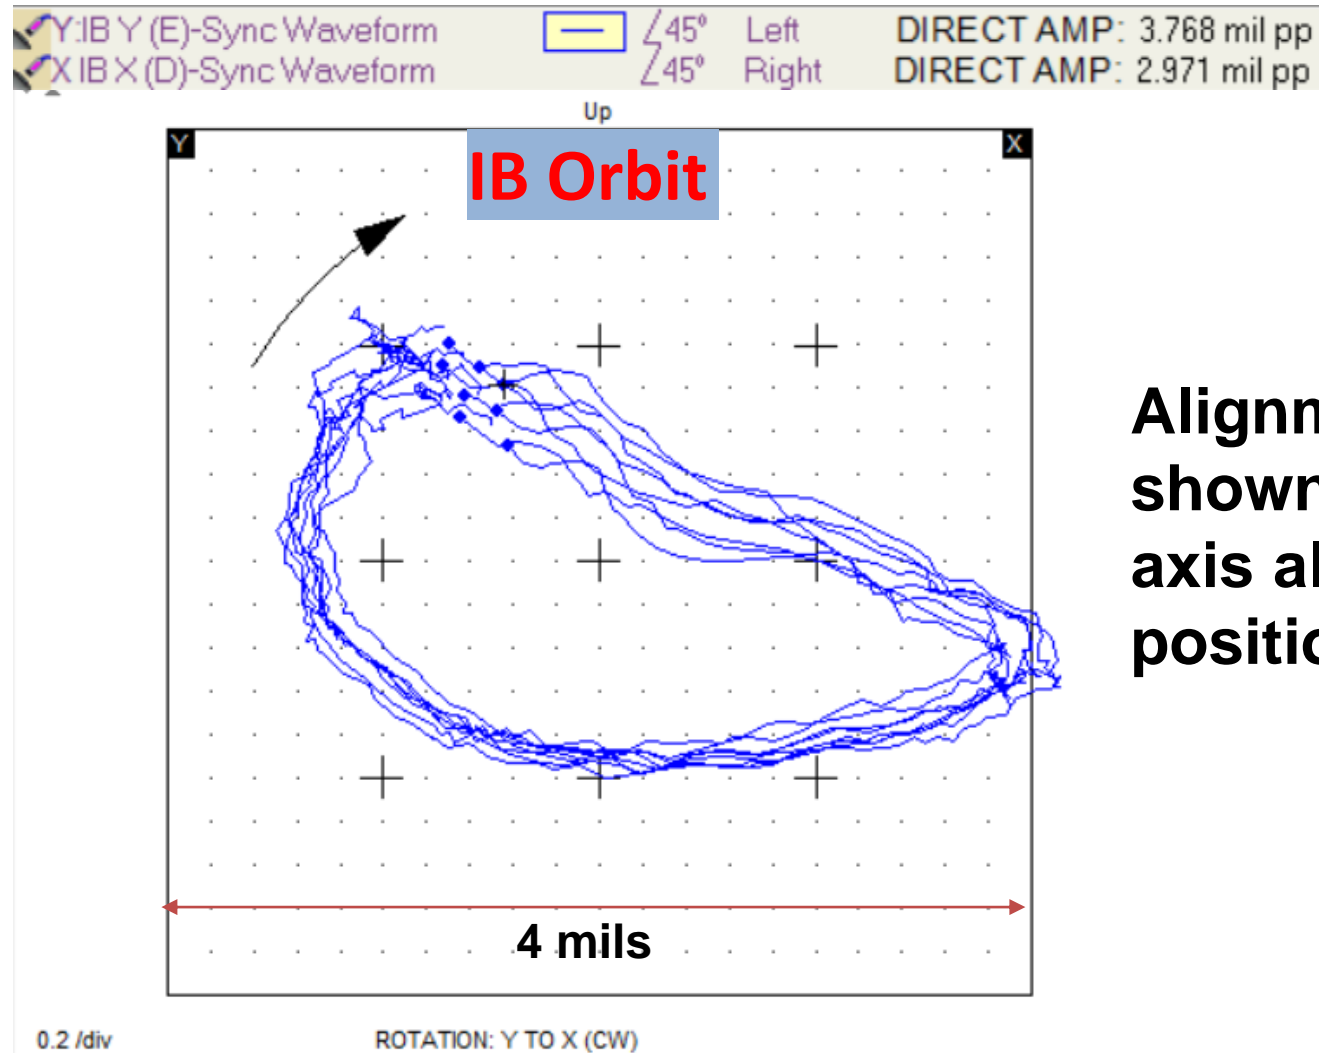 Y:IB Y (E)-Sync Waveform ∠45° Left DIRECT AMP: 3.768 mil pp
X IB X (D)-Sync Waveform ∠45° Right DIRECT AMP: 2.971 mil pp
Up
Y IB Orbit X
shown
4 mils
0.2 /div ROTATION: Y TO X (CW)